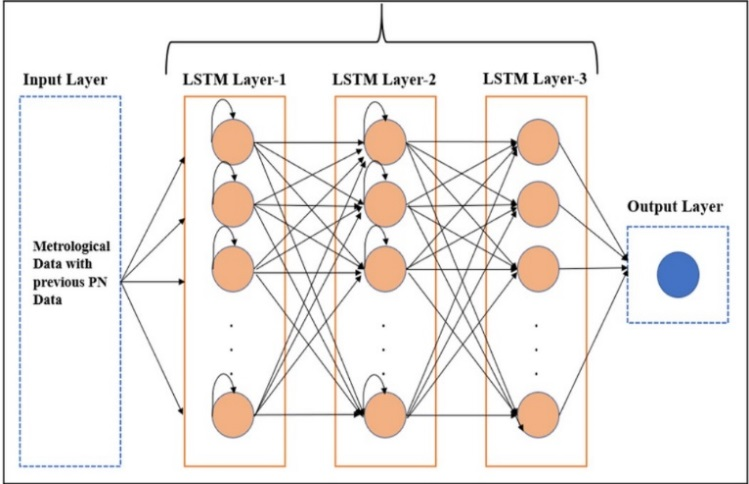 Input Layer
LSTM Layer-1
LSTM Layer-2
LSTM Layer-3
Metrological
Data with
previous PN
Data
Output Layer